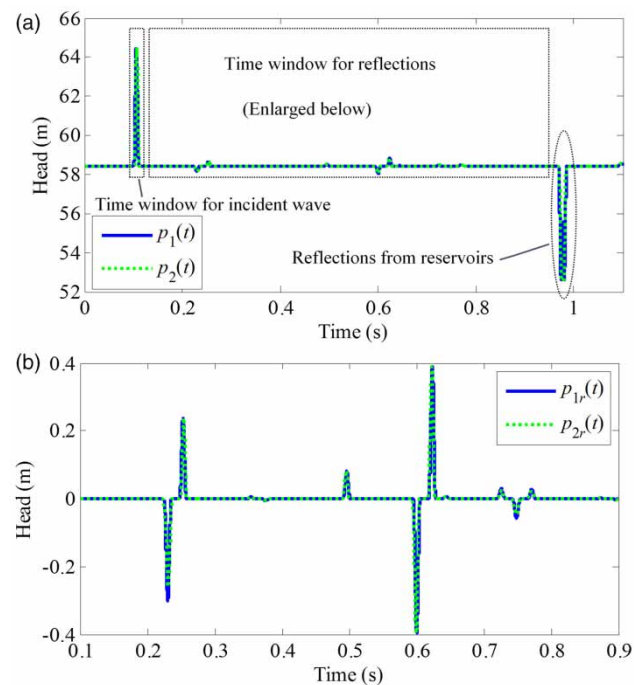 (a)
66
64
62
60
58
56
54
52
Head (m)
Time window for reflections
(Enlarged below)
Time window for incident wave
p1(t)
p2(t)
Reflections from reservoirs
0
0.2
0.4
0.6
0.8
1
Time (s)
(b)
0.4
0.2
0
-0.2
-0.4
Head (m)
p1r(t)
p2r(t)
0.1
0.2
0.3
0.4
0.5
0.6
0.7
0.8
0.9
Time (s)